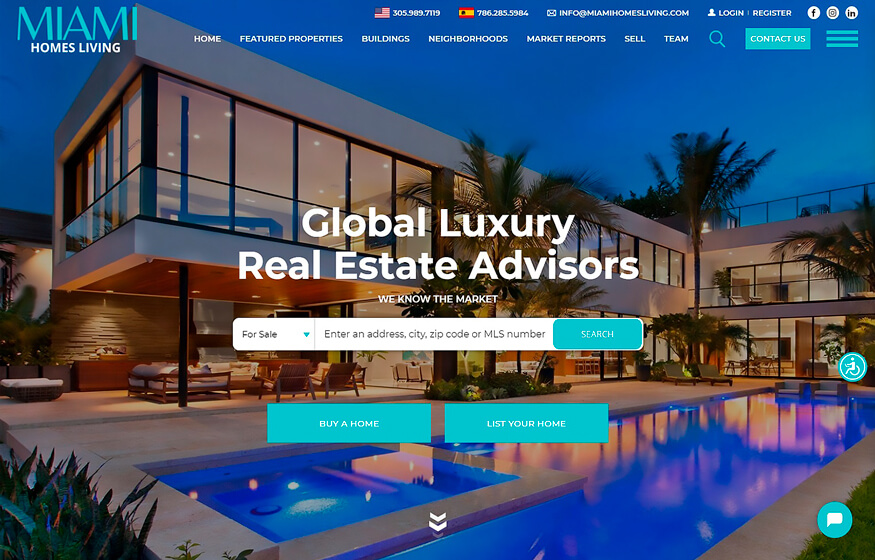 MIAMI
HOMES LIVING
305.989.7119
786.285.5984
INFO@MIAMIHOMESLIVING.COM
LOGIN | REGISTER
HOME
FEATURED PROPERTIES
BUILDINGS
NEIGHBORHOODS
MARKET REPORTS
SELL
TEAM
CONTACT US
Global Luxury
Real Estate Advisors
WE KNOW THE MARKET
For Sale
Enter an address, city, zip code or MLS number
SEARCH
BUY A HOME
LIST YOUR HOME